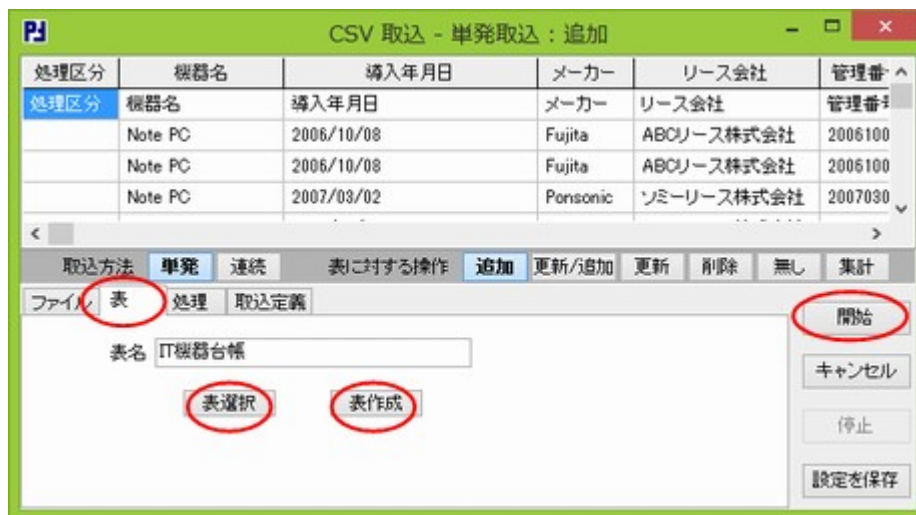 CSV 取込 - 単発取込：追加
処理区分 機器名 導入年月日 メーカー リース会社 管理番
処理区分 機器名 導入年月日 メーカー リース会社 管理番号
Note PC 2006/10/08 Fujita ABCリース株式会社 2006100
Note PC 2006/10/08 Fujita ABCリース株式会社 2006100
Note PC 2007/03/02 Ponsonic ソミーリース株式会社 2007030
取込方法 単発 連続 表に対する操作 追加 更新/追加 更新 削除 無し 集計
ファイル 表 処理 取込定義
開始
表名 IT機器台帳
キャンセル
表選択 表作成
停止
設定を保存